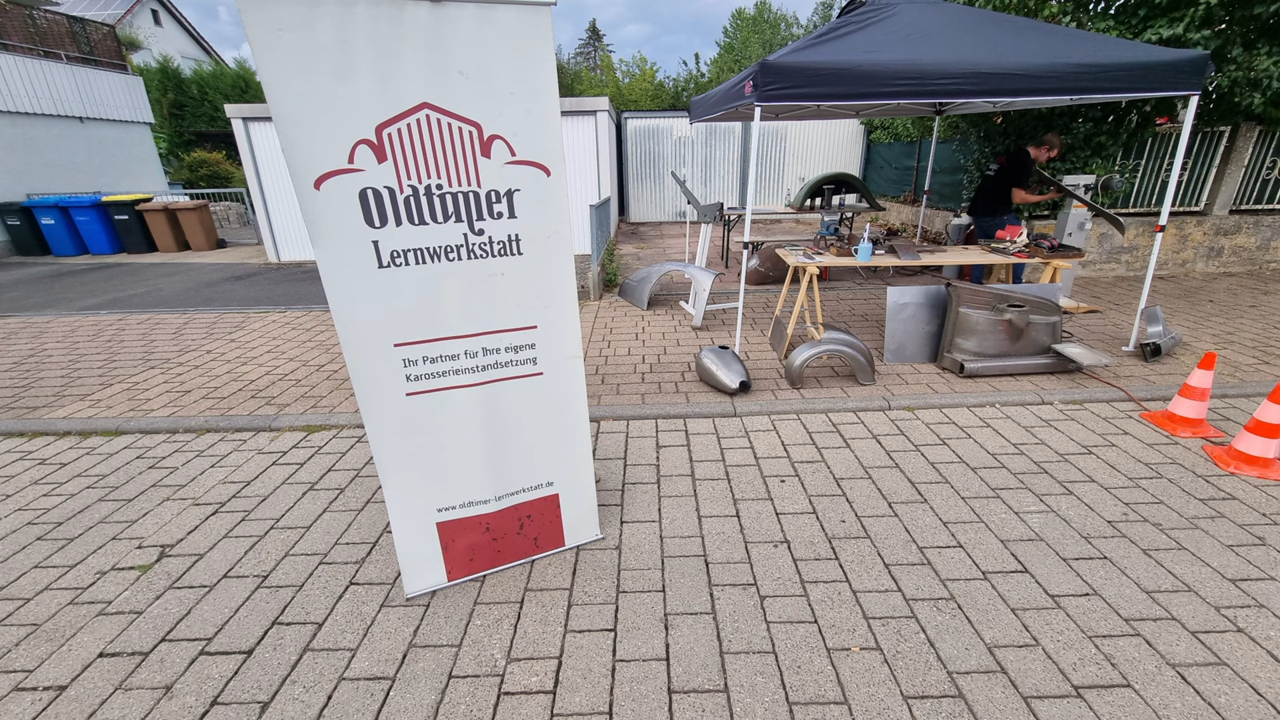 Oldtimer
Lernwerkstatt
Ihr Partner für Ihre eigene
Karosserieinstandsetzung
www.oldtimer-lernwerkstatt.de